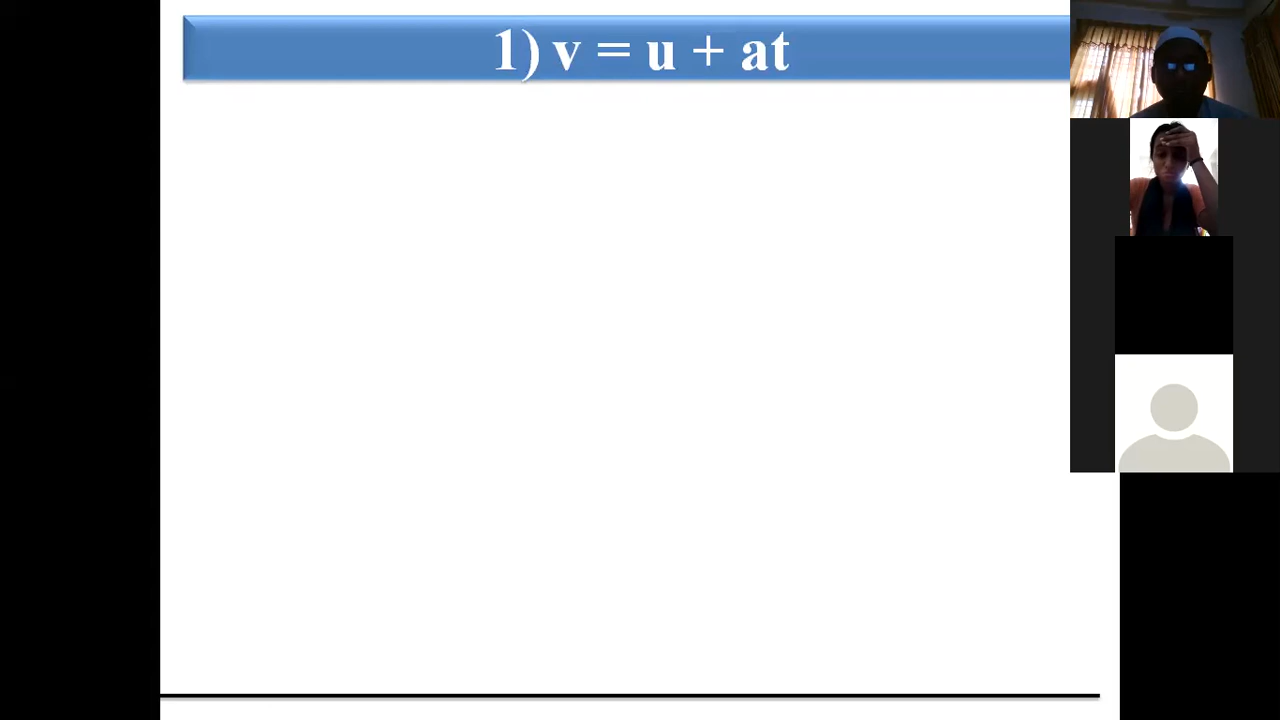 1) v = u + at